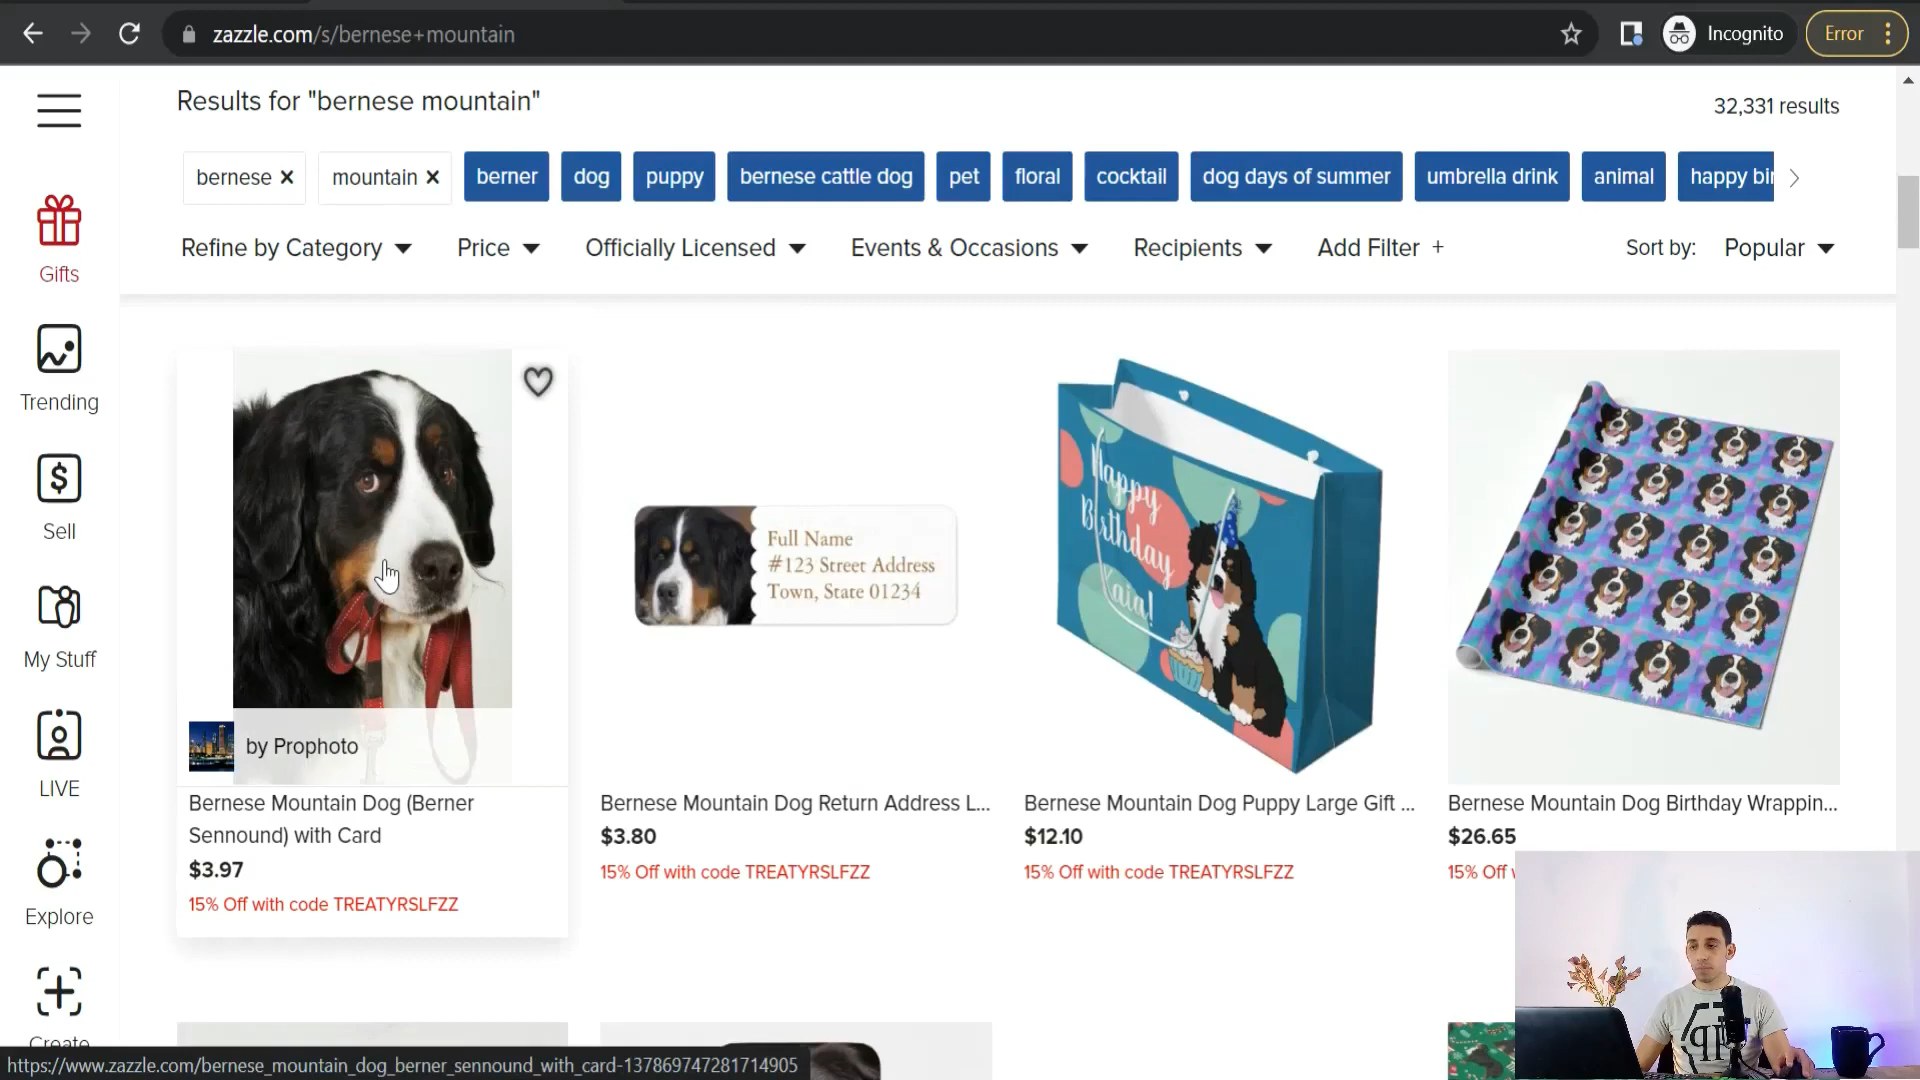 zazzle.com/s/bernese+mountain
Incognito
Error
Results for "bernese mountain"
32,331 results
bernese ×
mountain ×
berner
dog
puppy
bernese cattle dog
pet
floral
cocktail
dog days of summer
umbrella drink
animal
happy bir
Refine by Category
Price
Officially Licensed
Events & Occasions
Recipients
Add Filter +
Sort by:
Popular
Gifts
Trending
Sell
My Stuff
LIVE
Explore
Create
Full Name
#123 Street Address
Town, State 01234
Happy
Birthday
Kaia!
by Prophoto
Bernese Mountain Dog (Berner
Sennound) with Card
$3.97
15% Off with code TREATYRSLFZZ
Bernese Mountain Dog Return Address L...
$3.80
15% Off with code TREATYRSLFZZ
Bernese Mountain Dog Puppy Large Gift ...
$12.10
15% Off with code TREATYRSLFZZ
Bernese Mountain Dog Birthday Wrappin...
$26.65
15% Off
https://www.zazzle.com/bernese_mountain_dog_berner_sennound_with_card-137869747281714905